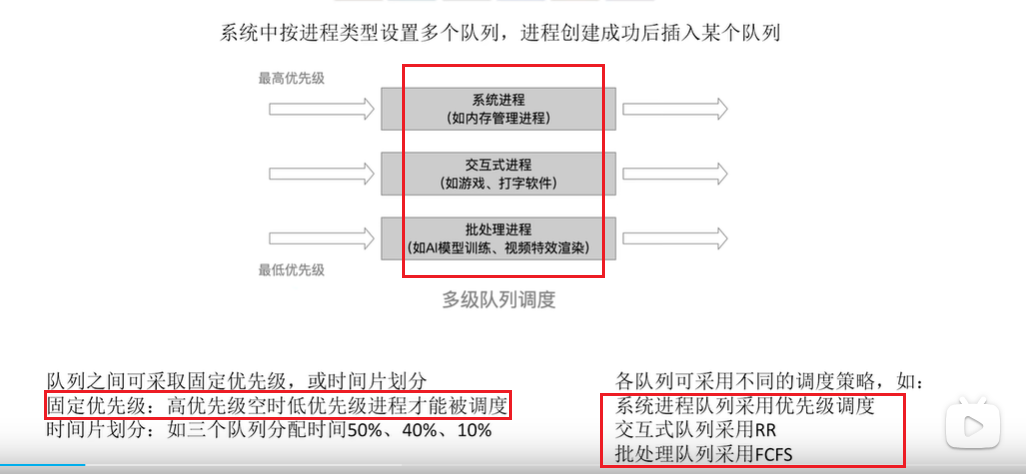 系统中按进程类型设置多个队列，进程创建成功后插入某个队列
最高优先级
系统进程
(如内存管理进程)
交互式进程
(如游戏、打字软件)
批处理进程
(如AI模型训练、视频特效渲染)
最低优先级
多级队列调度
队列之间可采取固定优先级，或时间片划分
固定优先级：高优先级空时低优先级进程才能被调度
时间片划分：如三个队列分配时间50%、40%、10%
各队列可采用不同的调度策略，如：
系统进程队列采用优先级调度
交互式队列采用RR
批处理队列采用FCFS